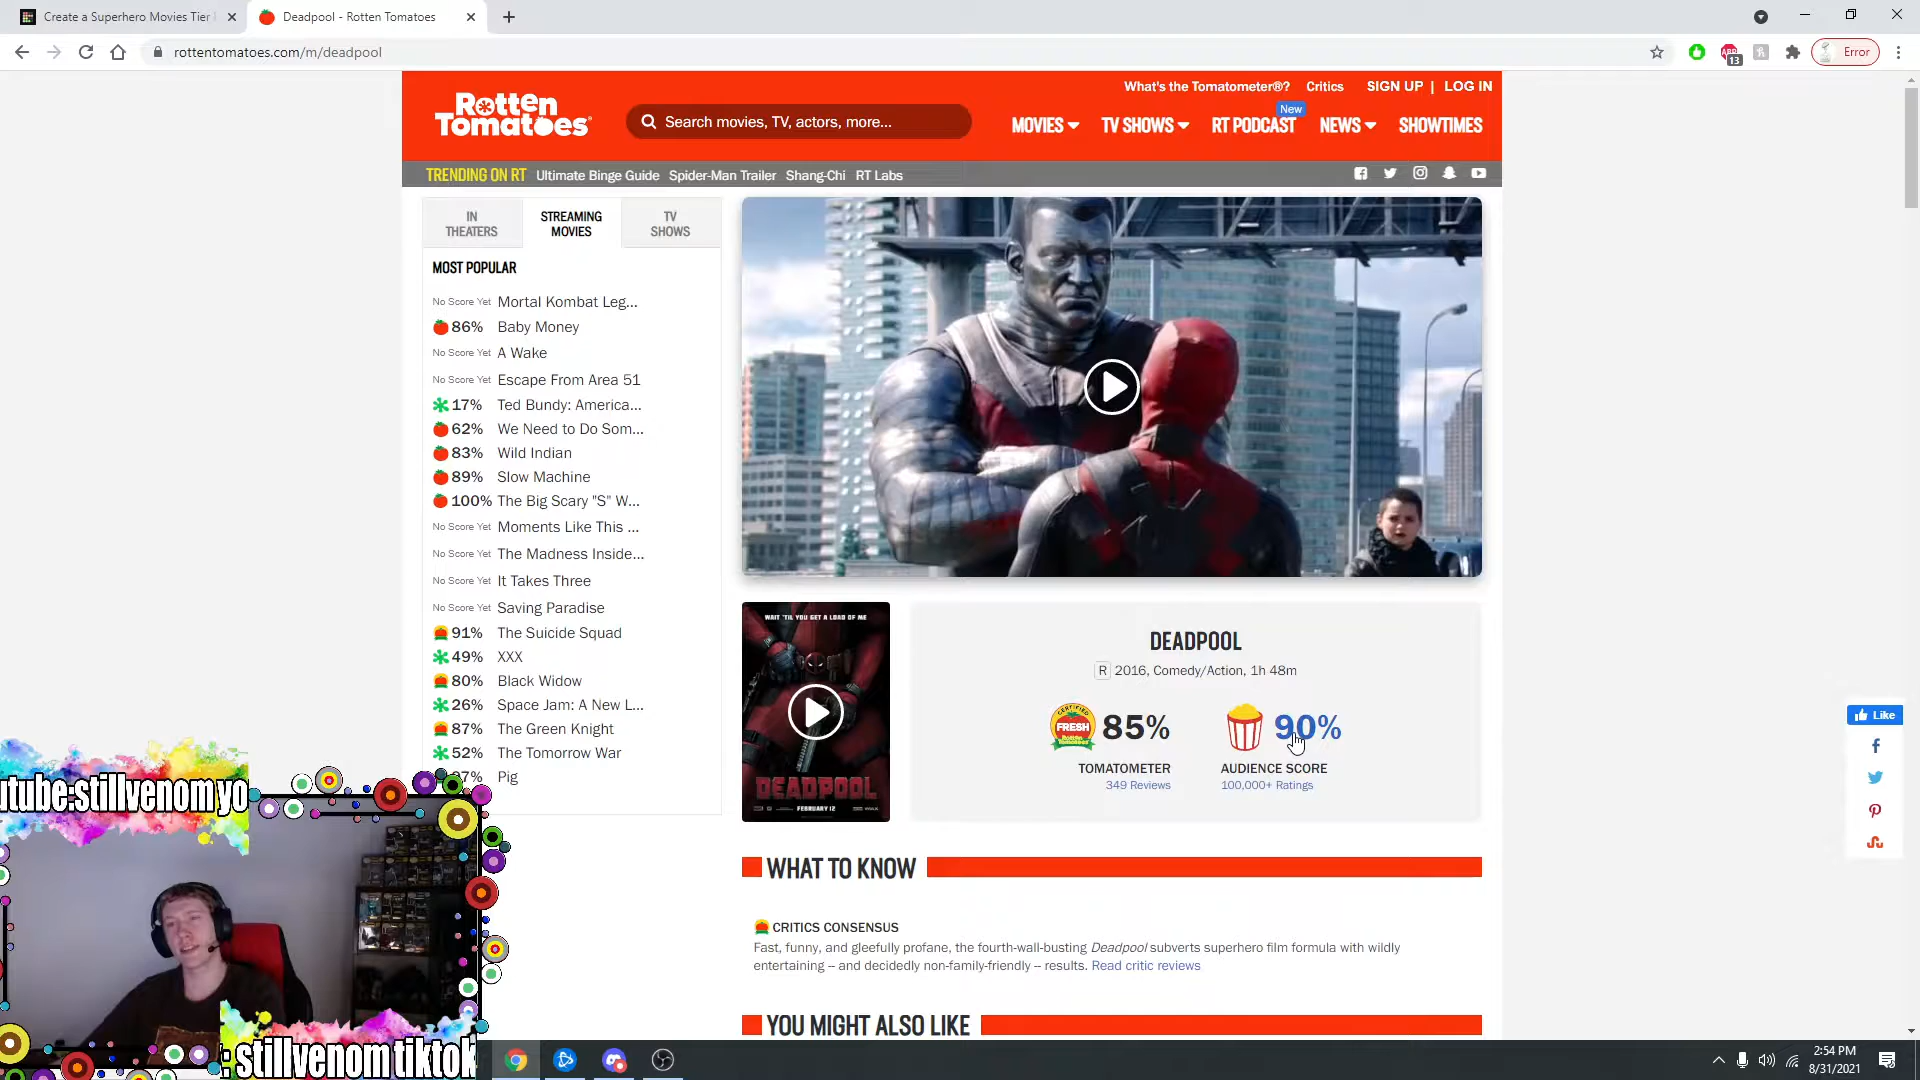 Create a Superhero Movies Tier
Deadpool - Rotten Tomatoes
rottentomatoes.com/m/deadpool
13
Error
What's the Tomatometer®?
Critics
SIGN UP | LOG IN
Rotten
Tomatoes
Search movies, TV, actors, more...
MOVIES
TV SHOWS
New
RT PODCAST
NEWS
SHOWTIMES
TRENDING ON RT
Ultimate Binge Guide
Spider-Man Trailer
Shang-Chi
RT Labs
IN
THEATERS
STREAMING
MOVIES
TV
SHOWS
MOST POPULAR
No Score Yet Mortal Kombat Leg...
86% Baby Money
No Score Yet A Wake
No Score Yet Escape From Area 51
17% Ted Bundy: America...
62% We Need to Do Som...
83% Wild Indian
89% Slow Machine
100% The Big Scary "S" W...
No Score Yet Moments Like This ...
No Score Yet The Madness Inside...
No Score Yet It Takes Three
No Score Yet Saving Paradise
91% The Suicide Squad
49% XXX
80% Black Widow
26% Space Jam: A New L...
87% The Green Knight
52% The Tomorrow War
Pig
WAIT 'TIL YOU GET A LOAD OF ME
DEADPOOL
FEBRUARY 12
DEADPOOL
R 2016, Comedy/Action, 1h 48m
CERTIFIED
FRESH
Rotten
Tomatoes
85%
TOMATOMETER
349 Reviews
90%
AUDIENCE SCORE
100,000+ Ratings
Like
WHAT TO KNOW
CRITICS CONSENSUS
Fast, funny, and gleefully profane, the fourth-wall-busting Deadpool subverts superhero film formula with wildly
entertaining – and decidedly non-family-friendly – results. Read critic reviews
YOU MIGHT ALSO LIKE
utube:stillvenom yo
: stillvenom tiktok
2:54 PM
8/31/2021